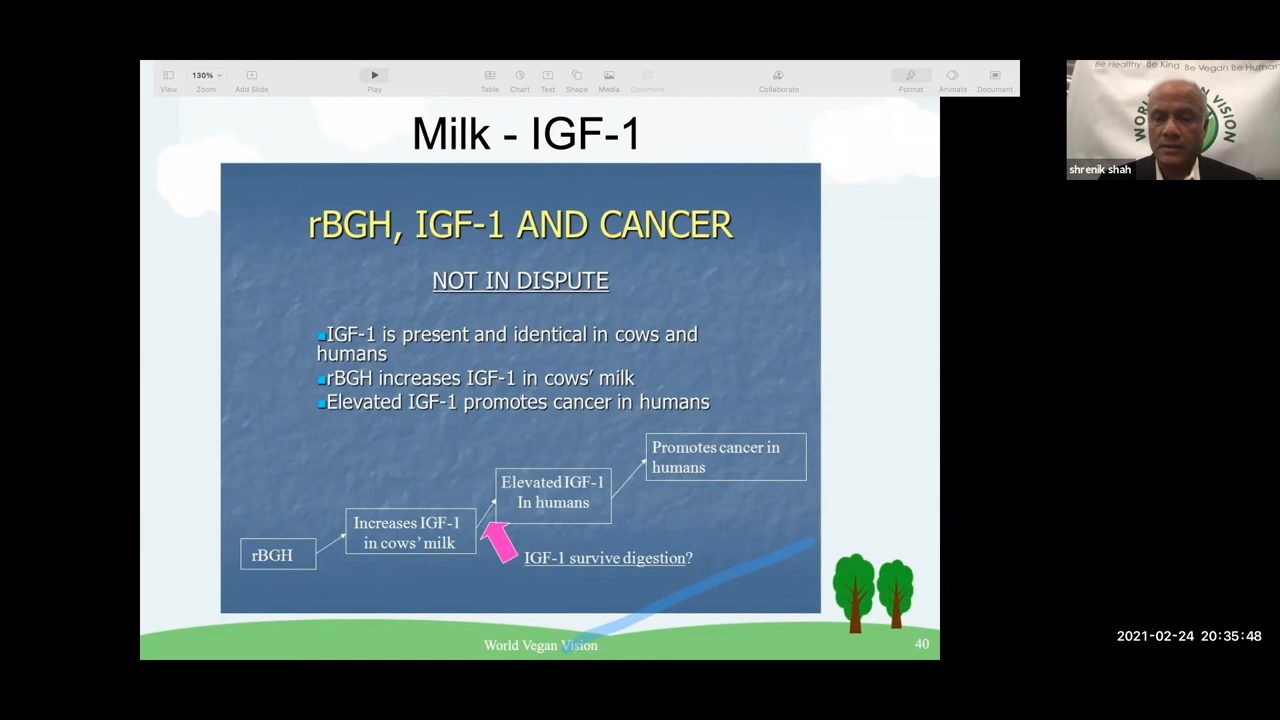 130%
View
Zoom
Add Slide
Play
Table
Chart
Text
Shape
Media
Comment
Collaborate
Format
Animate
Document
Be Healthy Be Kind Be Vegan Be Human
VISION
shrenik shah
Milk - IGF-1
rBGH, IGF-1 AND CANCER
NOT IN DISPUTE
IGF-1 is present and identical in cows and
humans
rBGH increases IGF-1 in cows’ milk
Elevated IGF-1 promotes cancer in humans
Promotes cancer in
humans
Elevated IGF-1
In humans
Increases IGF-1
in cows’ milk
rBGH
IGF-1 survive digestion?
World Vegan Vision
40
2021-02-24 20:35:48